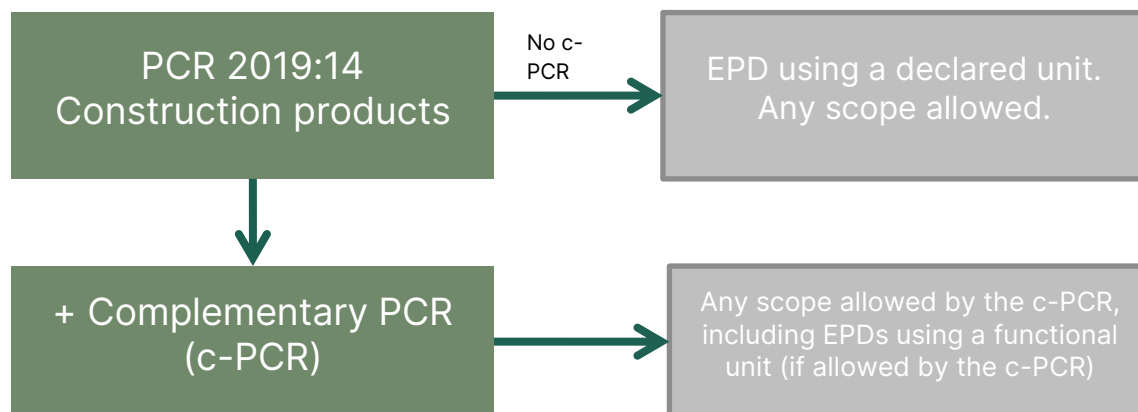 PCR 2019:14
Construction products
No c-
PCR
EPD using a declared unit.
Any scope allowed.
+ Complementary PCR
(c-PCR)
Any scope allowed by the c-PCR,
including EPDs using a functional
unit (if allowed by the c-PCR)